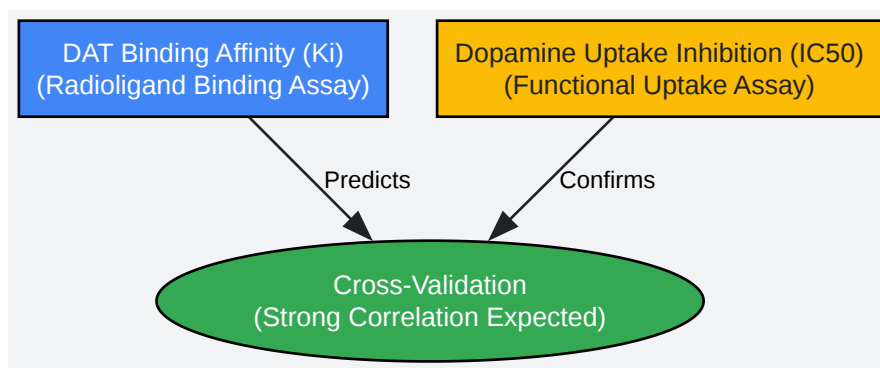 DAT Binding Affinity (Ki)
(Radioligand Binding Assay)
Dopamine Uptake Inhibition (IC50)
(Functional Uptake Assay)
Predicts
Confirms
Cross-Validation
(Strong Correlation Expected)